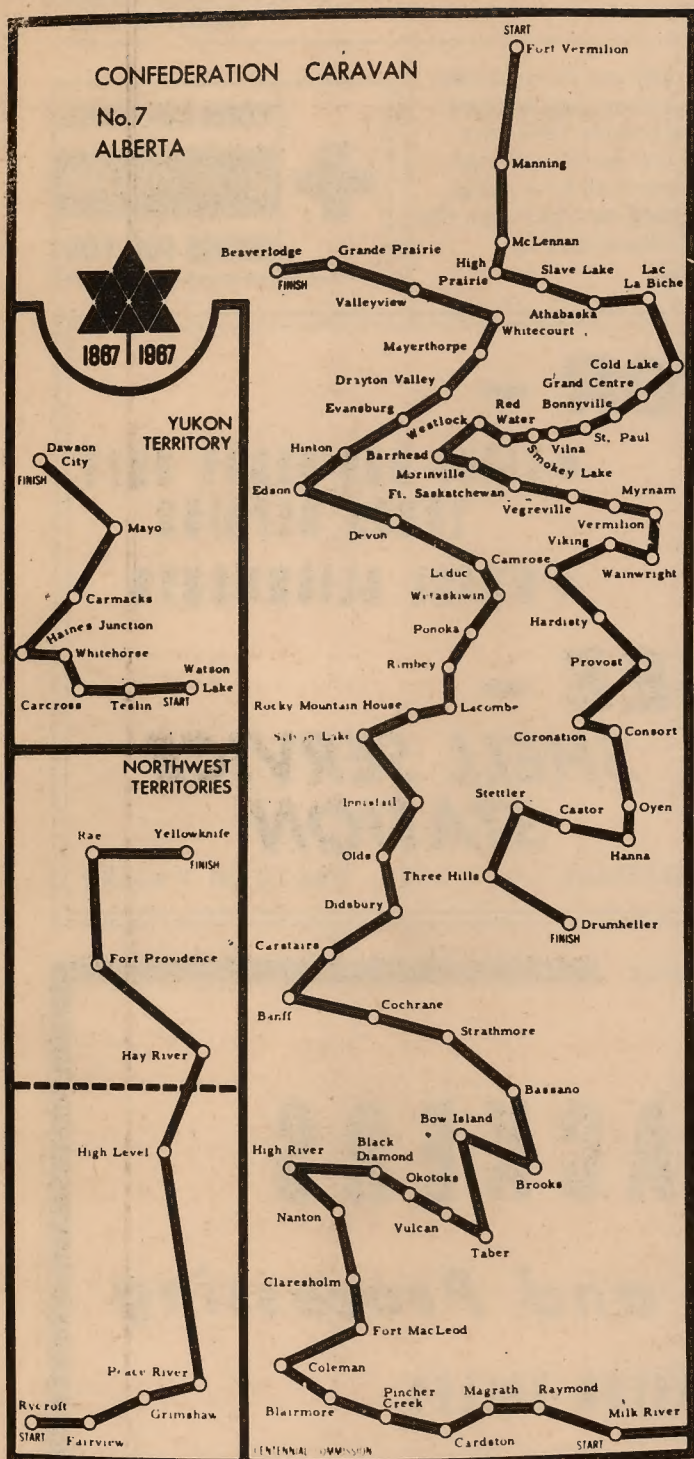 CONFEDERATION CARAVAN
No. 7
ALBERTA
1867 1967
START
Fort Vermilion
Manning
McLennan
High
Prairie
Slave Lake
Athabaska
Lac
La Biche
Cold Lake
Grand Centre
Bonnyville
St. Paul
Vilna
Smokey Lake
Red
Water
Westlock
Barrhead
Morinville
Ft. Saskatchewan
Vegreville
Vermilion
Myrnam
Wainwright
Viking
Camrose
Hardisty
Provost
Coronation
Consort
Oyen
Hanna
Castor
Stettler
Three Hills
Drumheller
FINISH
Beaverlodge
FINISH
Grande Prairie
Valleyview
Whitecourt
Mayerthorpe
Drayton Valley
Evansburg
Hinton
Edson
Devon
Leduc
Wetaskiwin
Ponoka
Rimbey
Lacombe
Rocky Mountain House
Sylvan Lake
Innisfail
Olds
Didsbury
Carstairs
Banff
Cochrane
Strathmore
Bassano
Brooks
Bow Island
Taber
Vulcan
Okotoks
Black
Diamond
High River
Nanton
Claresholm
Fort MacLeod
Coleman
Blairmore
Pincher
Creek
Cardston
Magrath
Raymond
Milk River
START
YUKON
TERRITORY
Dawson
City
FINISH
Mayo
Carmacks
Haines Junction
Whitehorse
Carcross
Teslin
START
Watson
Lake
NORTHWEST
TERRITORIES
Rae
Yellowknife
FINISH
Fort Providence
Hay River
High Level
Peace River
Grimshaw
Fairview
Rycroft
START
CENTENNIAL COMMISSION